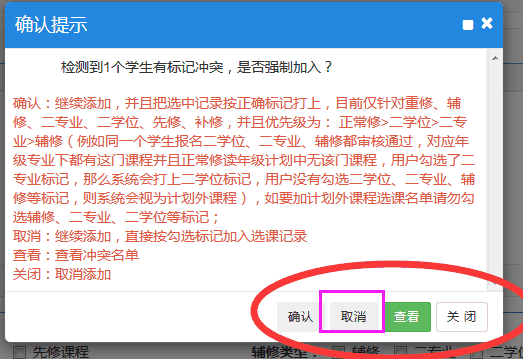 确认提示
检测到1个学生有标记冲突，是否强制加入？
确认：继续添加，并且把选中记录按正确标记打上，目前仅针对重修、辅
修、二专业、二学位、先修、补修，并且优先级为： 正常修>二学位>二专
业>辅修（例如同一个学生报名二学位、二专业、辅修都审核通过，对应年
级专业下都有这门课程并且正常修读年级计划中无该门课程，用户勾选了二
专业标记，那么系统会打上二学位标记，用户没有勾选二学位、二专业、辅
修等标记，则系统会视为计划外课程），如要加计划外课程选课名单请勿勾
选辅修、二专业、二学位等标记；
取消：继续添加，直接按勾选标记加入选课记录
查看：查看冲突名单
关闭：取消添加
确认 取消 查看 关 闭
先修课程 辅修类型： 辅修 二专业 二学位